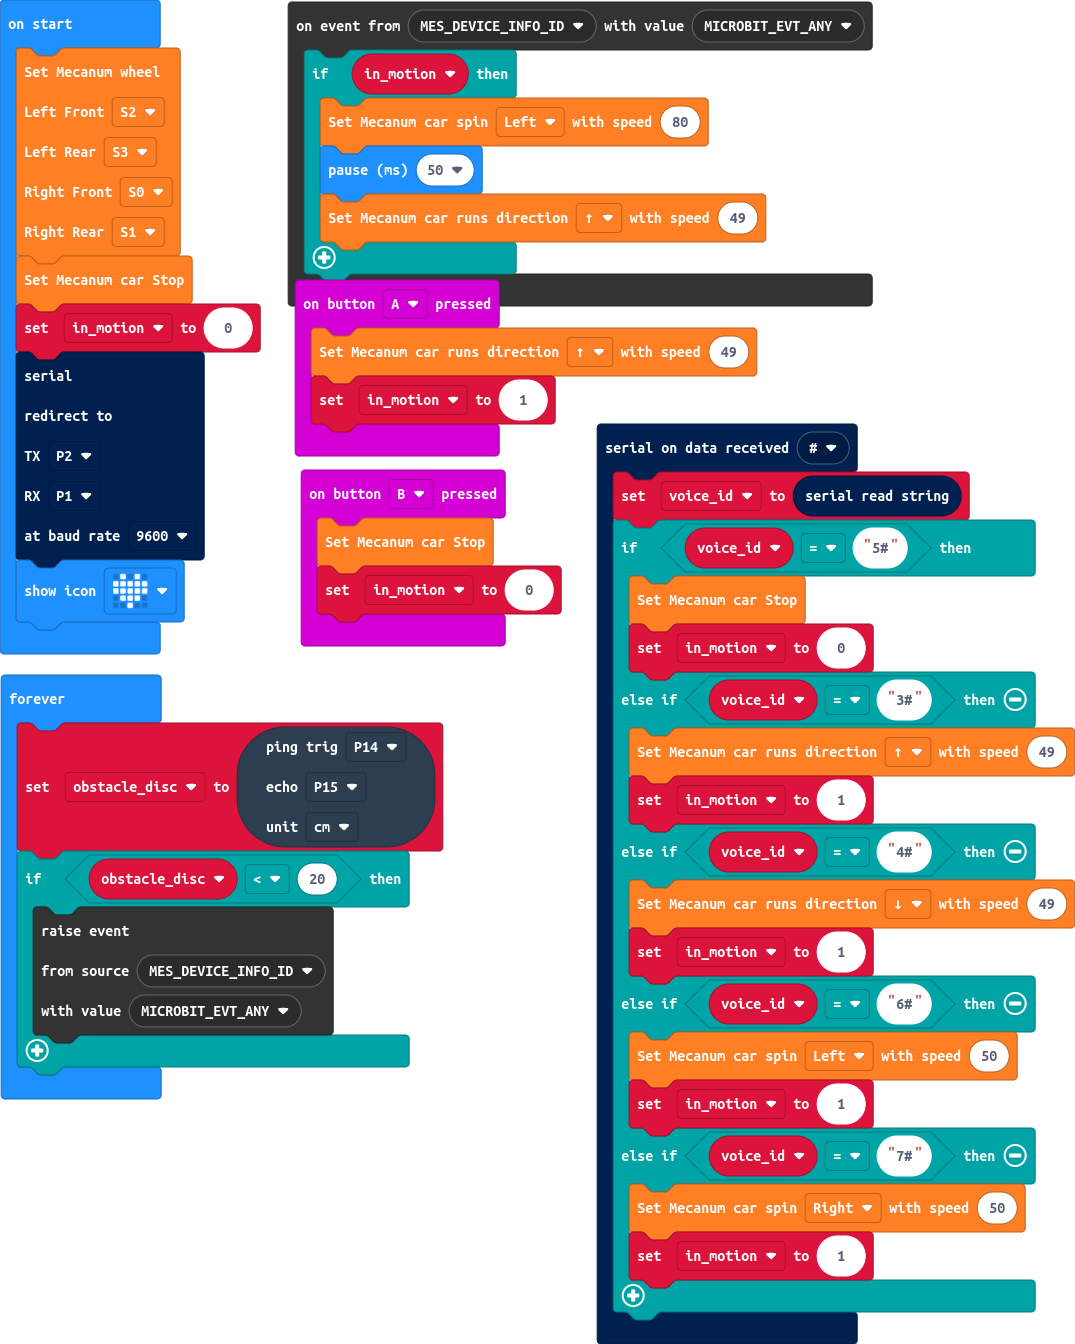 on start
Set Mecanum wheel
Left Front S2
Left Rear S3
Right Front S0
Right Rear S1
Set Mecanum car Stop
set in_motion to 0
serial
redirect to
TX P2
RX P1
at baud rate 9600
show icon
on event from MES_DEVICE_INFO_ID with value MICROBIT_EVT_ANY
if in_motion then
Set Mecanum car spin Left with speed 80
pause (ms) 50
Set Mecanum car runs direction ↑ with speed 49
on button A pressed
Set Mecanum car runs direction ↑ with speed 49
set in_motion to 1
on button B pressed
Set Mecanum car Stop
set in_motion to 0
forever
set obstacle_disc to ping trig P14
echo P15
unit cm
if obstacle_disc < 20 then
raise event
from source MES_DEVICE_INFO_ID
with value MICROBIT_EVT_ANY
serial on data received #
set voice_id to serial read string
if voice_id = "5#" then
Set Mecanum car Stop
set in_motion to 0
else if voice_id = "3#" then
Set Mecanum car runs direction ↑ with speed 49
set in_motion to 1
else if voice_id = "4#" then
Set Mecanum car runs direction ↓ with speed 49
set in_motion to 1
else if voice_id = "6#" then
Set Mecanum car spin Left with speed 50
set in_motion to 1
else if voice_id = "7#" then
Set Mecanum car spin Right with speed 50
set in_motion to 1